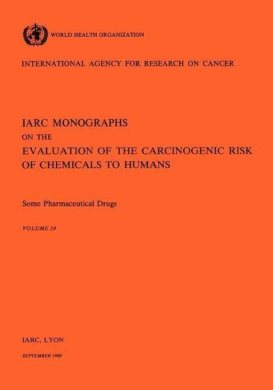 WORLD HEALTH ORGANIZATION
INTERNATIONAL AGENCY FOR RESEARCH ON CANCER
IARC MONOGRAPHS
ON THE
EVALUATION OF THE CARCINOGENIC RISK
OF CHEMICALS TO HUMANS
Some Pharmaceutical Drugs
VOLUME 24
IARC, LYON
SEPTEMBER 1980